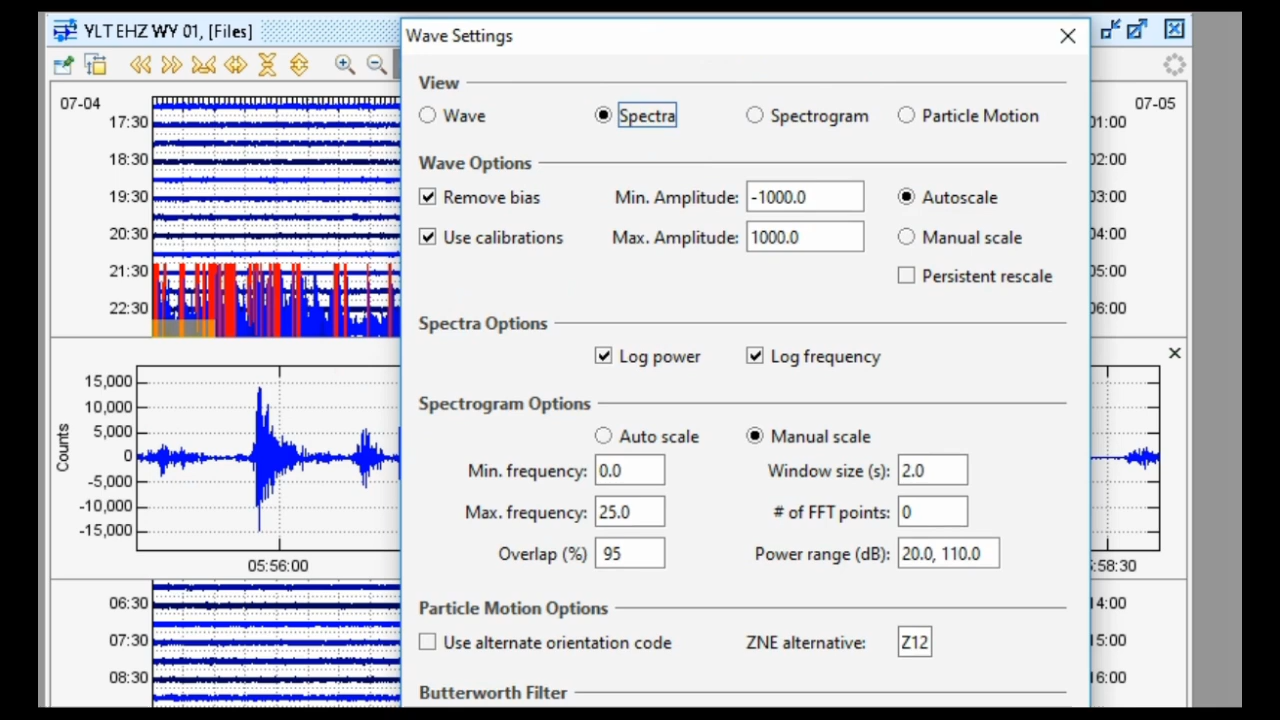 YLT EHZ WY 01, [Files]
Wave Settings
View
Wave Spectra Spectrogram Particle Motion
Wave Options
Remove bias Min. Amplitude: -1000.0 Autoscale
Use calibrations Max. Amplitude: 1000.0 Manual scale
Persistent rescale
Spectra Options
Log power Log frequency
Spectrogram Options
Auto scale Manual scale
Min. frequency: 0.0 Window size (s): 2.0
Max. frequency: 25.0 # of FFT points: 0
Overlap (%) 95 Power range (dB): 20.0, 110.0
Particle Motion Options
Use alternate orientation code ZNE alternative: Z12
Butterworth Filter
07-04 07-05
17:30 01:00
18:30 02:00
19:30 03:00
20:30 04:00
21:30 05:00
22:30 06:00
15,000
10,000
5,000
0
-5,000
-10,000
-15,000
Counts
05:56:00 :58:30
06:30 14:00
07:30 15:00
08:30 16:00